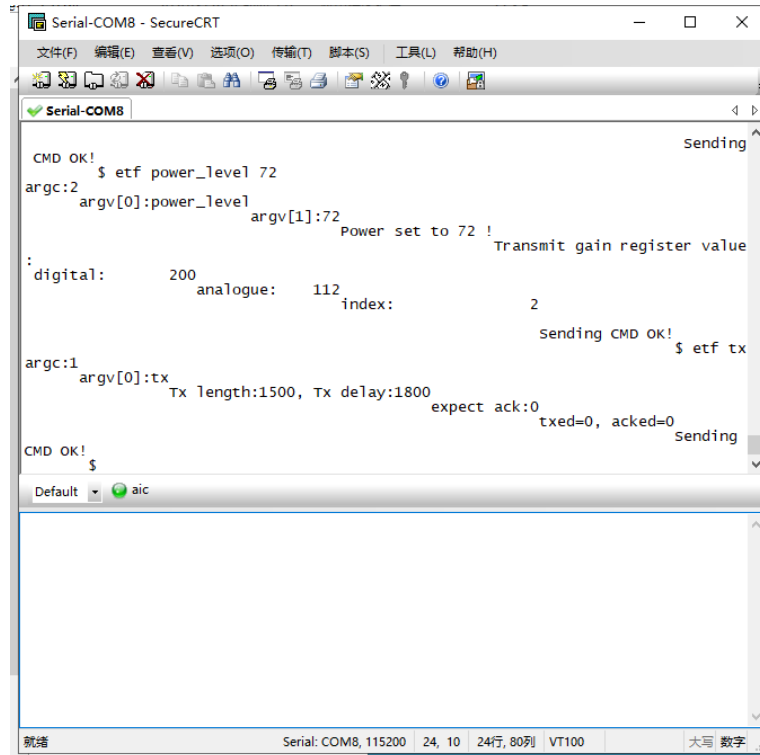 Serial-COM8 - SecureCRT
文件(F) 编辑(E) 查看(V) 选项(O) 传输(T) 脚本(S) 工具(L) 帮助(H)
Serial-COM8
Sending
CMD OK!
$ etf power_level 72
argc:2
argv[0]:power_level
argv[1]:72
Power set to 72 !
Transmit gain register value
:
digital: 200
analogue: 112
index: 2
Sending CMD OK!
$ etf tx
argc:1
argv[0]:tx
Tx length:1500, Tx delay:1800
expect ack:0
txed=0, acked=0
Sending
CMD OK!
$
Default aic
就绪 Serial: COM8, 115200 24, 10 24行, 80列 VT100 大写 数字